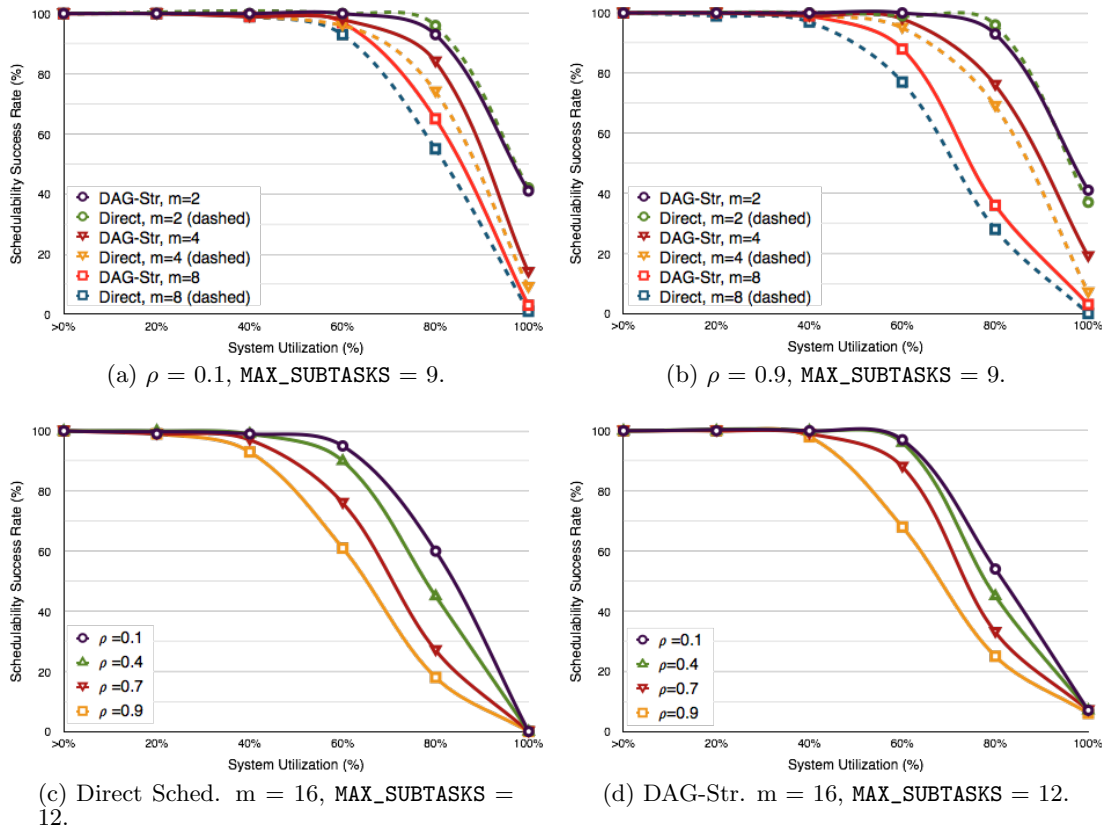 Schedulability Success Rate (%)
100
80
60
40
20
0
DAG-Str, m=2
Direct, m=2 (dashed)
DAG-Str, m=4
Direct, m=4 (dashed)
DAG-Str, m=8
Direct, m=8 (dashed)
>0% 20% 40% 60% 80% 100%
System Utilization (%)
(a) ρ = 0.1, MAX_SUBTASKS = 9.
Schedulability Success Rate (%)
100
80
60
40
20
0
DAG-Str, m=2
Direct, m=2 (dashed)
DAG-Str, m=4
Direct, m=4 (dashed)
DAG-Str, m=8
Direct, m=8 (dashed)
>0% 20% 40% 60% 80% 100%
System Utilization (%)
(b) ρ = 0.9, MAX_SUBTASKS = 9.
Schedulability Success Rate (%)
100
80
60
40
20
0
ρ =0.1
ρ =0.4
ρ =0.7
ρ =0.9
>0% 20% 40% 60% 80% 100%
System Utilization (%)
(c) Direct Sched. m = 16, MAX_SUBTASKS =
12.
Schedulability Success Rate (%)
100
80
60
40
20
0
ρ =0.1
ρ =0.4
ρ =0.7
ρ =0.9
>0% 20% 40% 60% 80% 100%
System Utilization (%)
(d) DAG-Str. m = 16, MAX_SUBTASKS = 12.